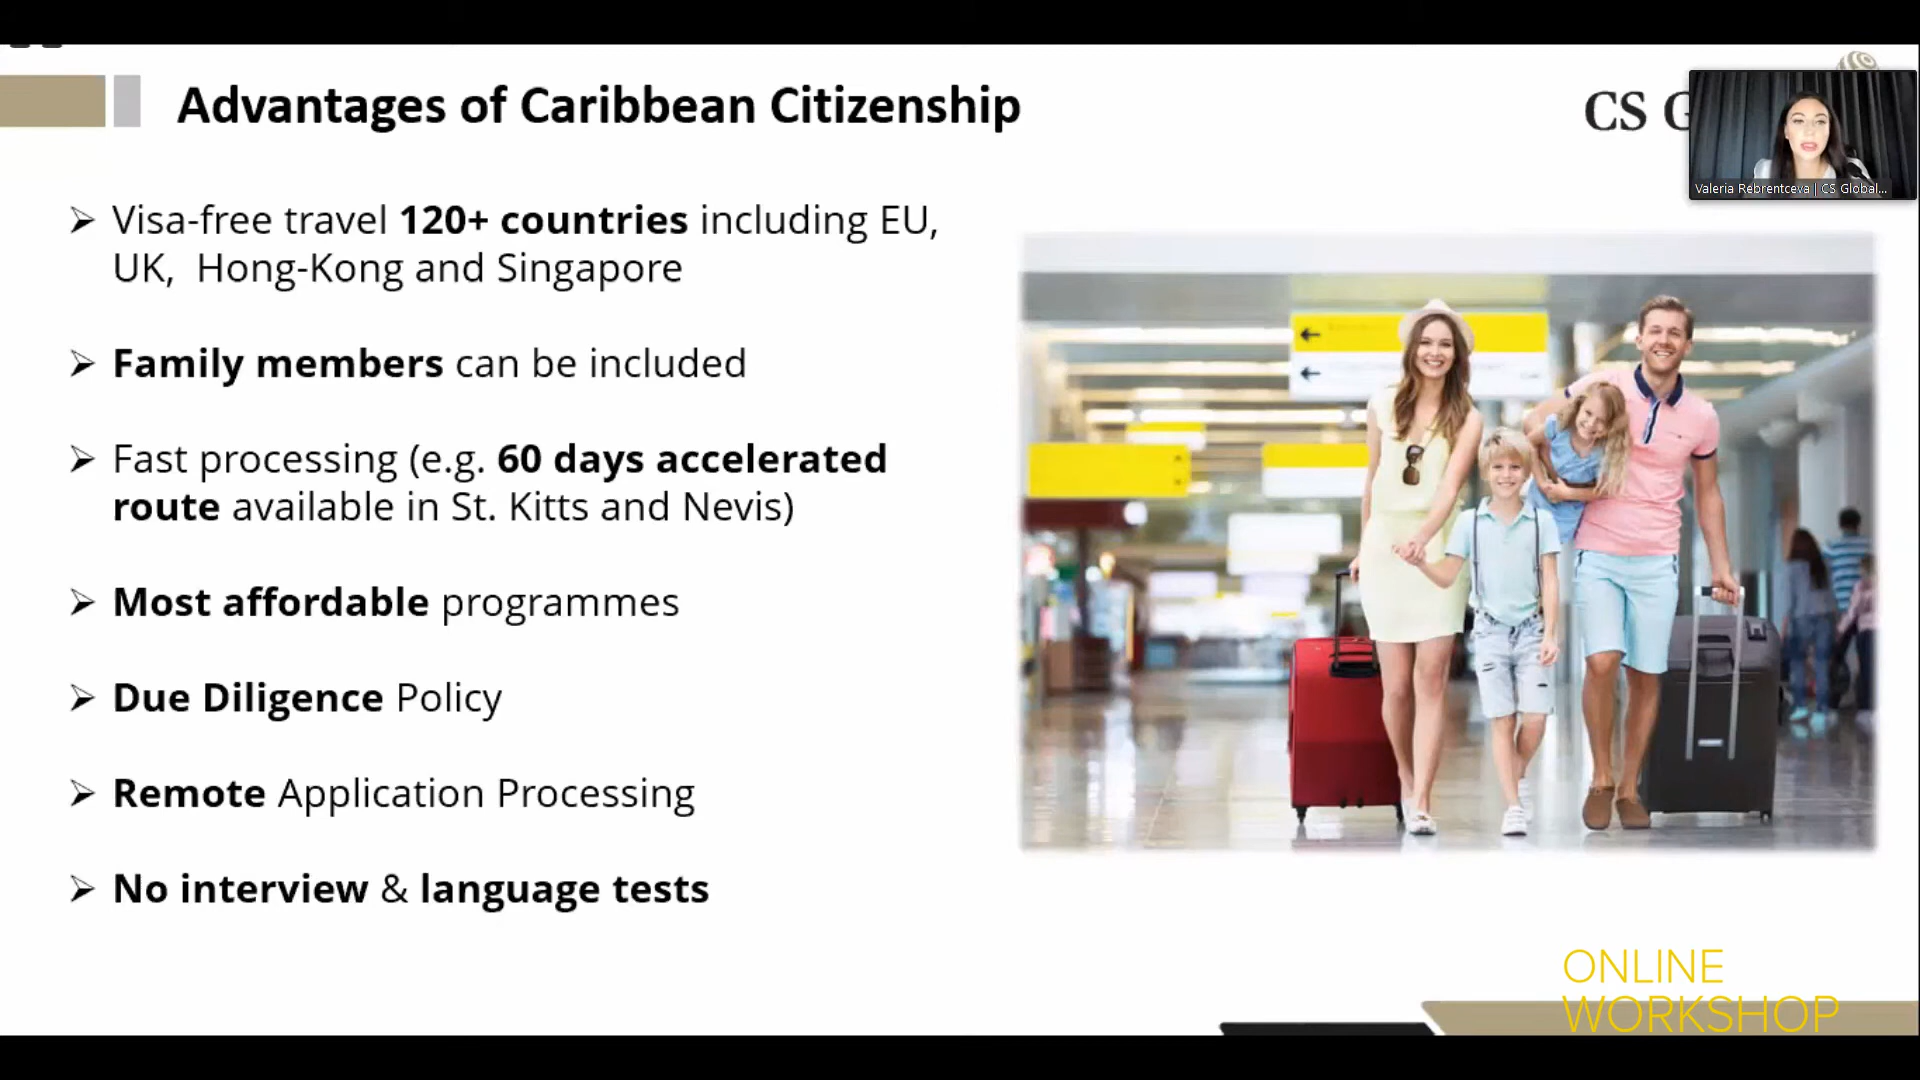 Advantages of Caribbean Citizenship
CS G
Valeria Rebrentceva | CS Global...
➢ Visa-free travel 120+ countries including EU,
UK, Hong-Kong and Singapore
➢ Family members can be included
➢ Fast processing (e.g. 60 days accelerated
route available in St. Kitts and Nevis)
➢ Most affordable programmes
➢ Due Diligence Policy
➢ Remote Application Processing
➢ No interview & language tests
ONLINE
WORKSHOP